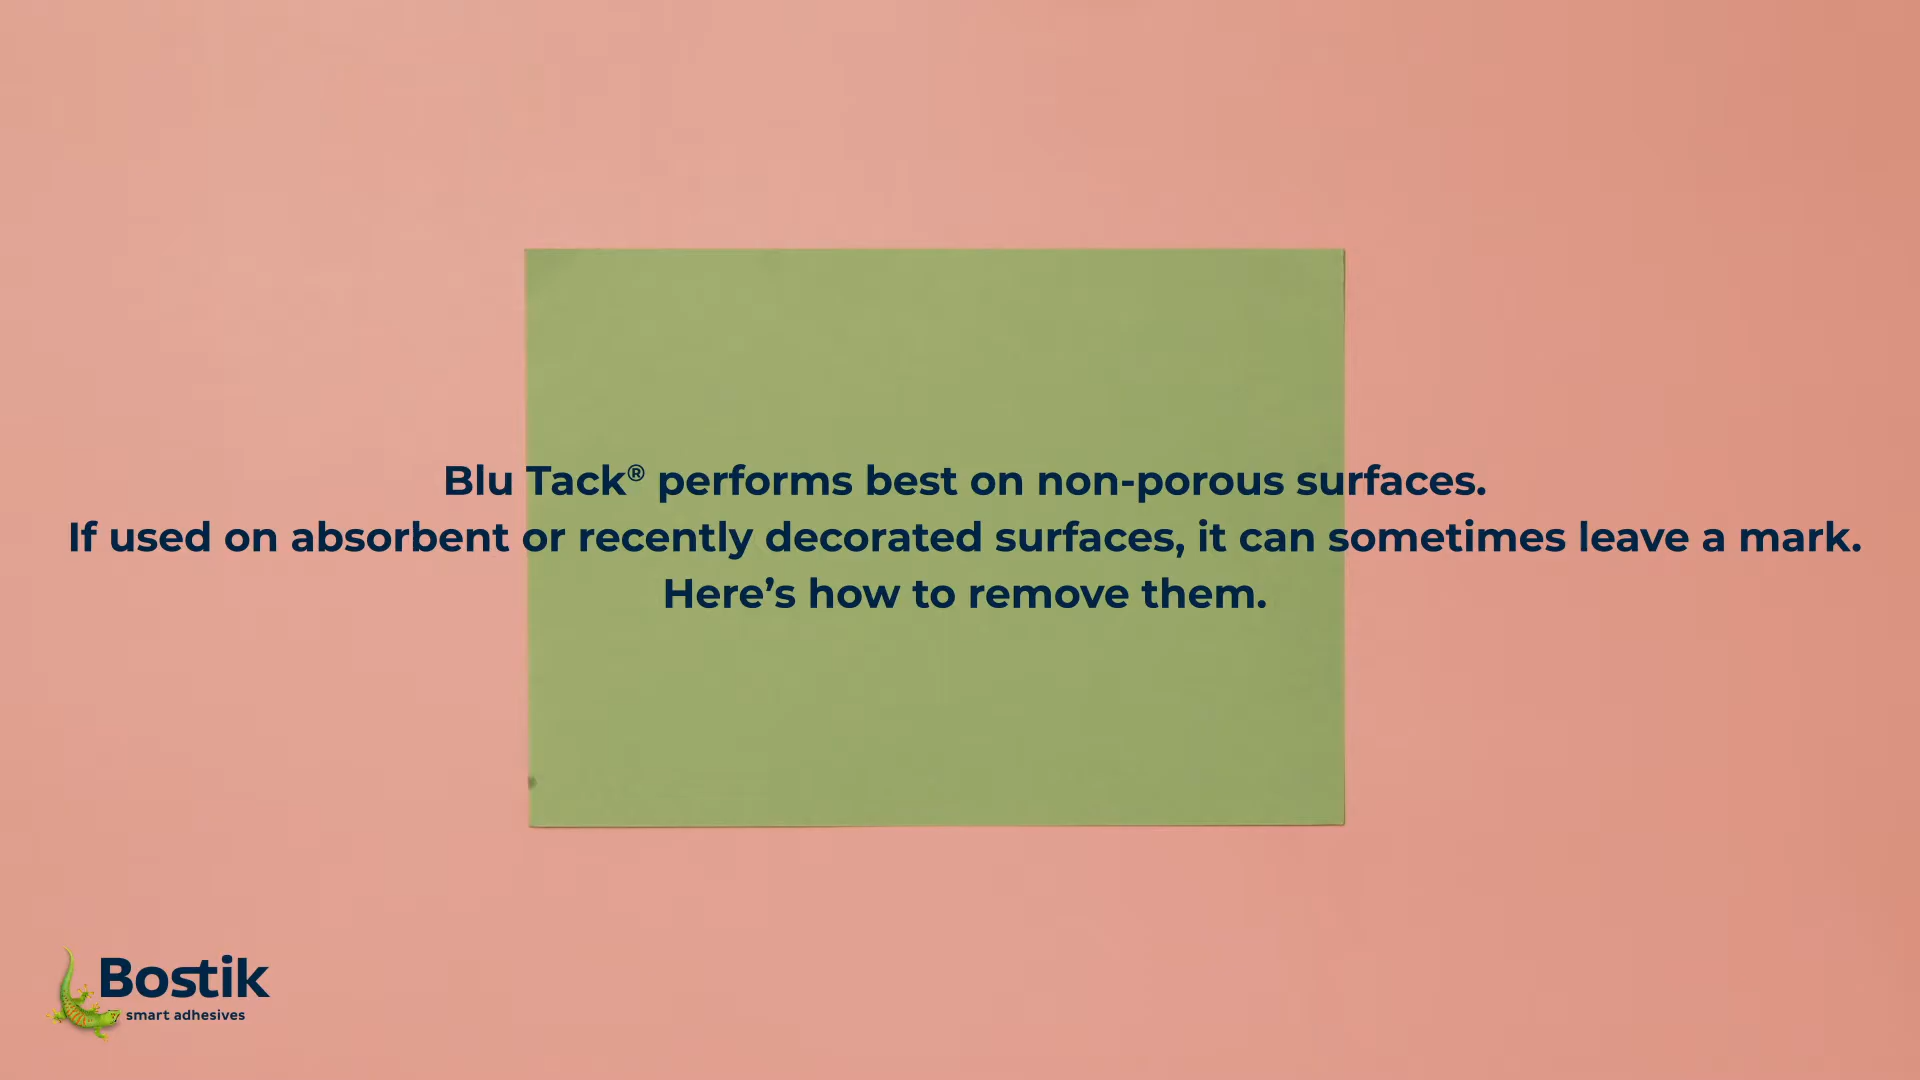 Blu Tack® performs best on non-porous surfaces.
If used on absorbent or recently decorated surfaces, it can sometimes leave a mark.
Here’s how to remove them.
Bostik
smart adhesives